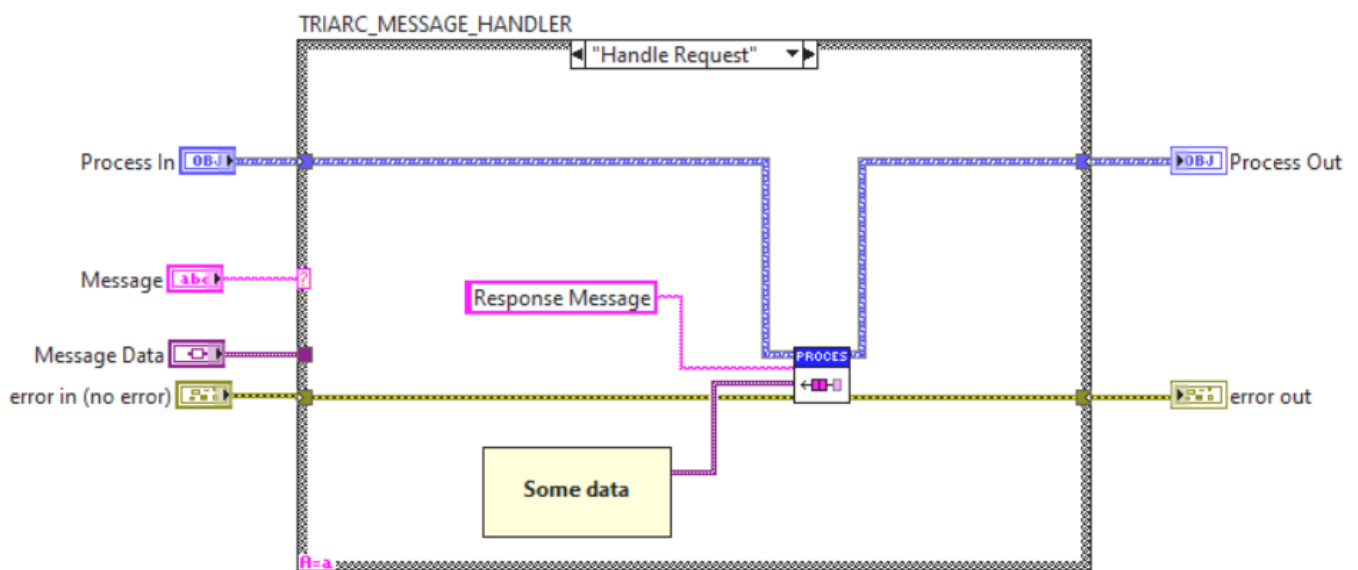 TRIARC_MESSAGE_HANDLER
"Handle Request"
Process In
OBJ
OBJ
Process Out
Message
abc
?
Response Message
Message Data
PROCES
error in (no error)
error out
Some data
A=a